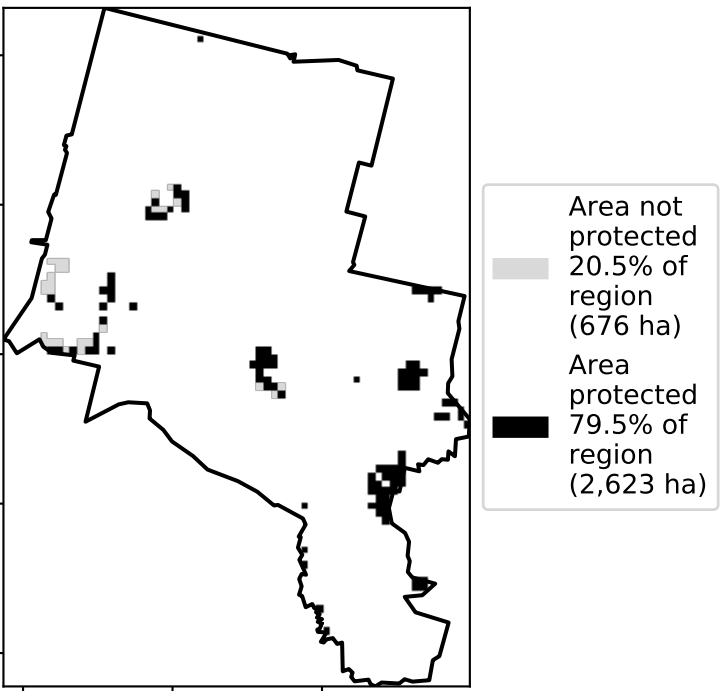 Area not
protected
20.5% of
region
(676 ha)
Area
protected
79.5% of
region
(2,623 ha)